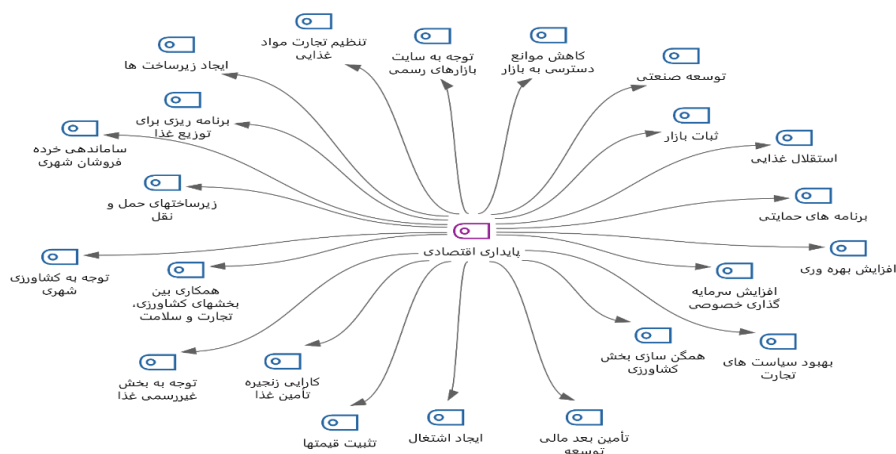 تنظیم تجارت مواد
غذایی
توجه به سایت
بازارهای رسمی
کاهش موانع
دسترسی به بازار
ایجاد زیرساخت ها
توسعه صنعتی
برنامه ریزی برای
توزیع غذا
ثبات بازار
ساماندهی خرده
فروشان شهری
استقلال غذایی
زیرساختهای حمل و
نقل
برنامه های حمایتی
پایداری اقتصادی
توجه به کشاورزی
شهری
افزایش بهره وری
همکاری بین
بخشهای کشاورزی،
تجارت و سلامت
افزایش سرمایه
گذاری خصوصی
توجه به بخش
غیررسمی غذا
کارایی زنجیره
تأمین غذا
همگن سازی بخش
کشاورزی
بهبود سیاست های
تجارت
تثبیت قیمتها
ایجاد اشتغال
تأمین بعد مالی
توسعه